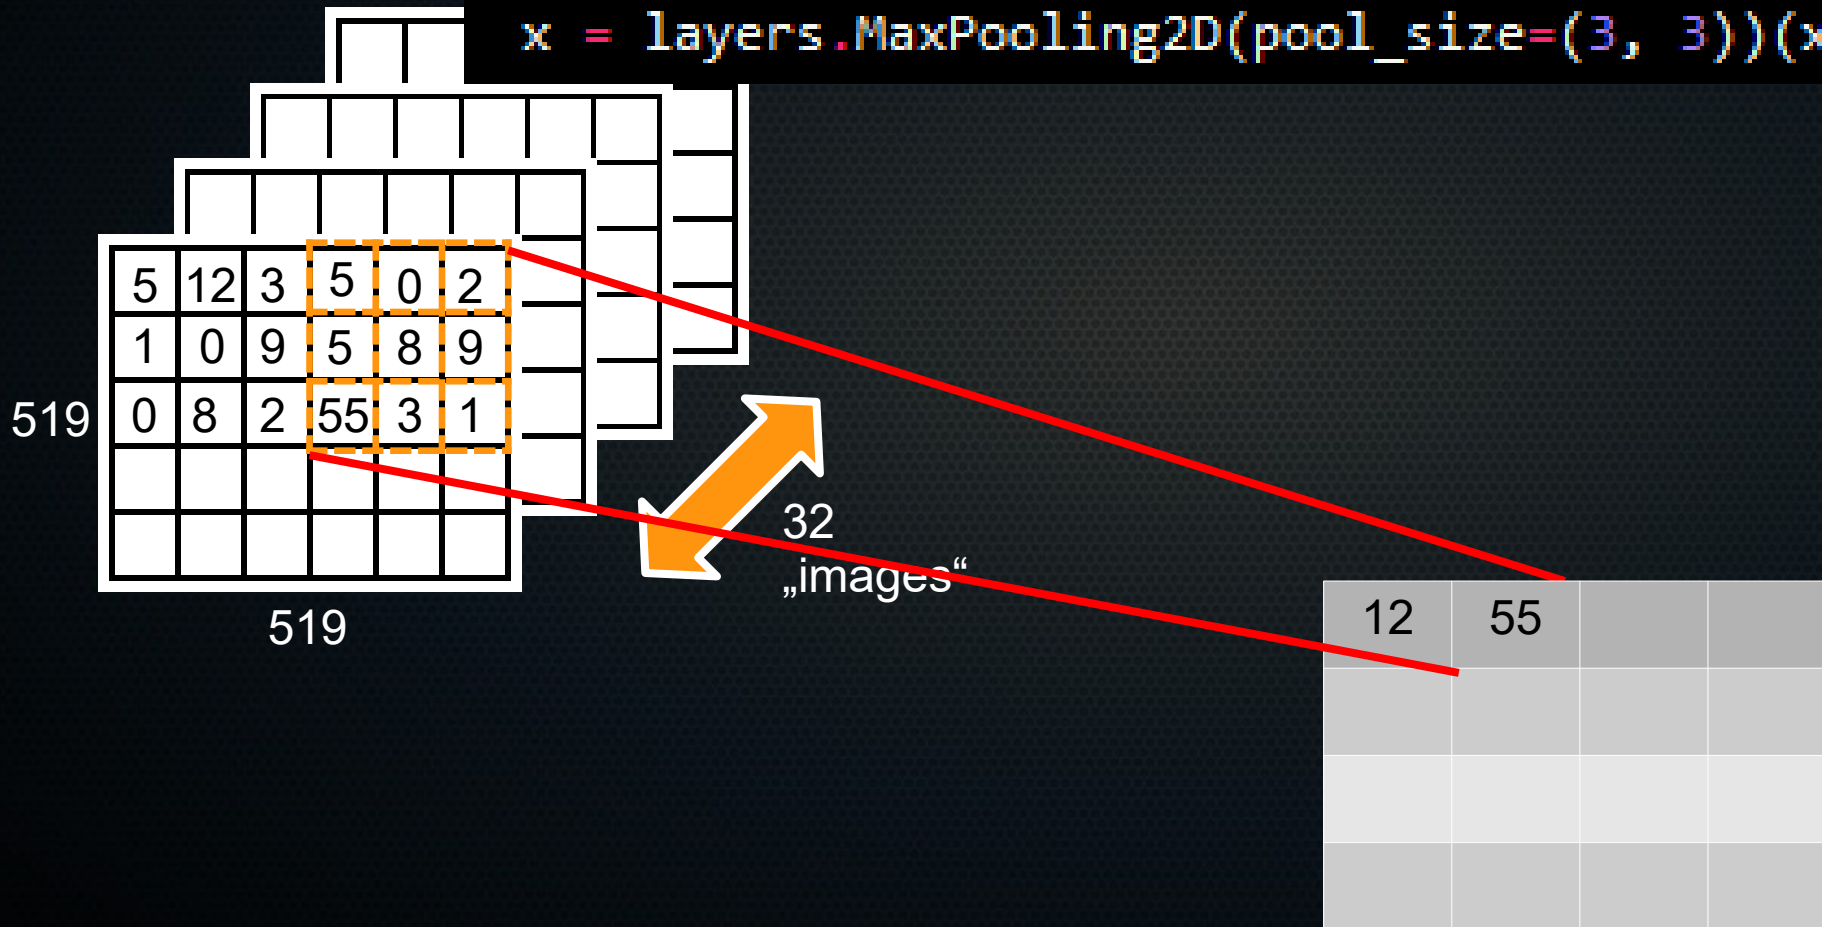 x = layers.MaxPooling2D(pool_size=(3, 3))(x
5 12 3 5 0 2
1 0 9 5 8 9
519
0 8 2 55 3 1
32
„images“
519
12 55